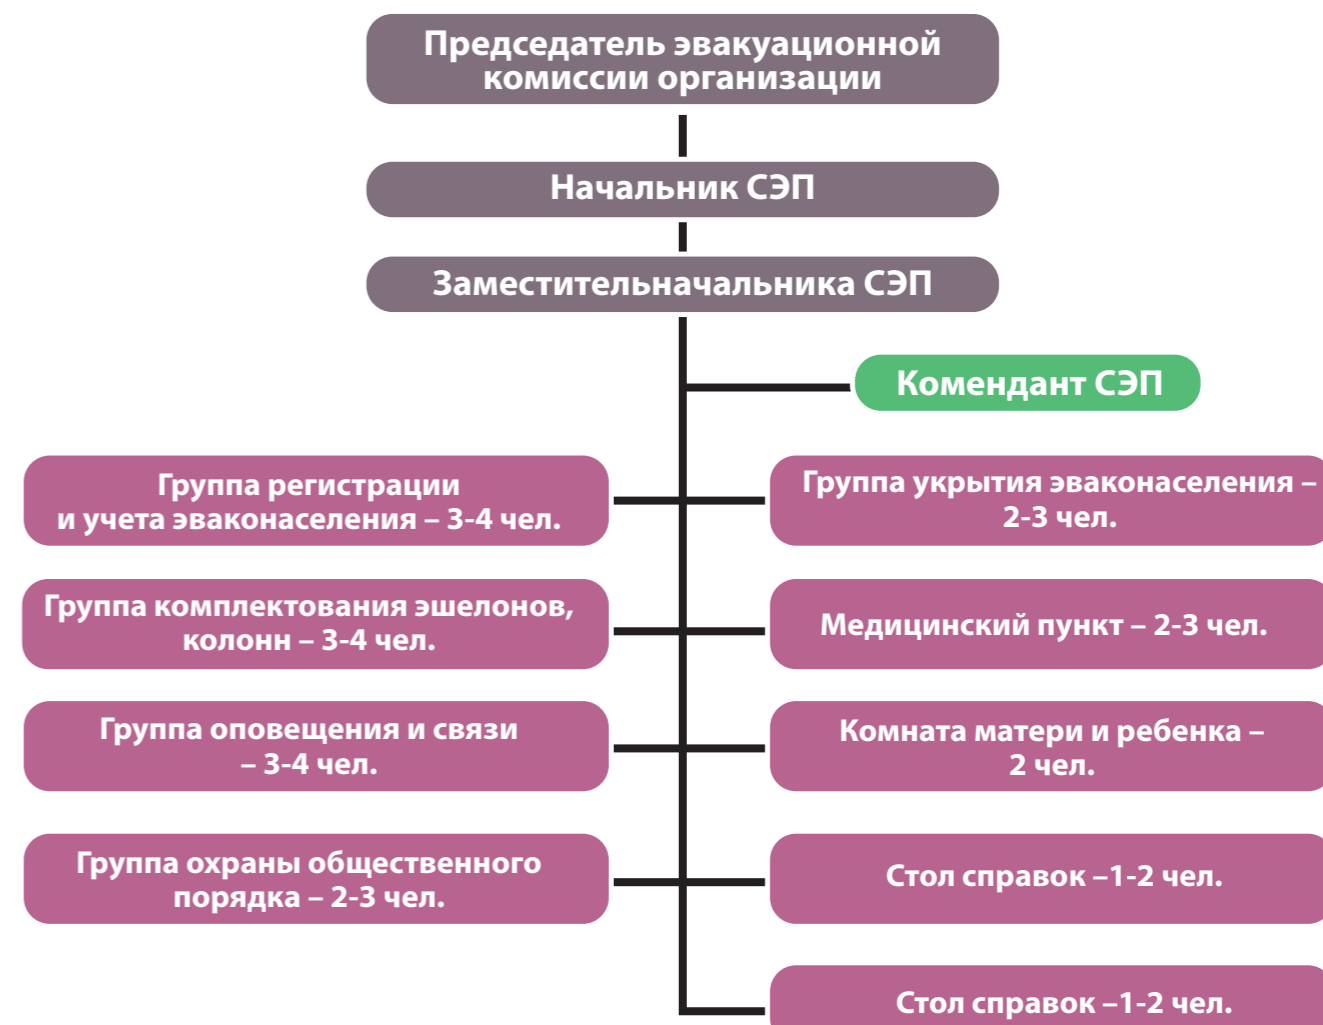 Председатель эвакуационной
комиссии организации
Начальник СЭП
Заместительначальника СЭП
Комендант СЭП
Группа регистрации
и учета эваконаселения – 3-4 чел.
Группа укрытия эваконаселения –
2-3 чел.
Группа комплектования эшелонов,
колонн – 3-4 чел.
Медицинский пункт – 2-3 чел.
Группа оповещения и связи
– 3-4 чел.
Комната матери и ребенка –
2 чел.
Группа охраны общественного
порядка – 2-3 чел.
Стол справок –1-2 чел.
Стол справок –1-2 чел.